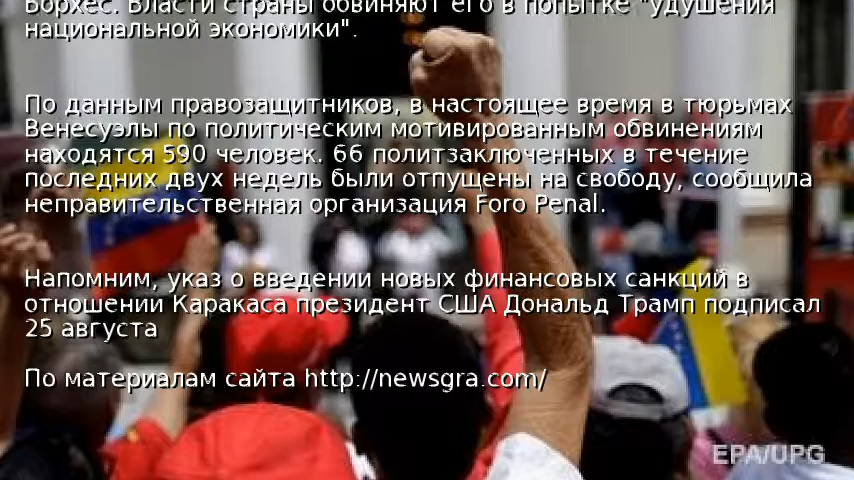 Борхес. Власти страны обвиняют его в попытке "удушения
национальной экономики".
По данным правозащитников, в настоящее время в тюрьмах
Венесуэлы по политическим мотивированным обвинениям
находятся 590 человек. 66 политзаключенных в течение
последних двух недель были отпущены на свободу, сообщила
неправительственная организация Foro Penal.
Напомним, указ о введении новых финансовых санкций в
отношении Каракаса президент США Дональд Трамп подписал
25 августа
По материалам сайта http://newsgra.com/
EPA/UPG